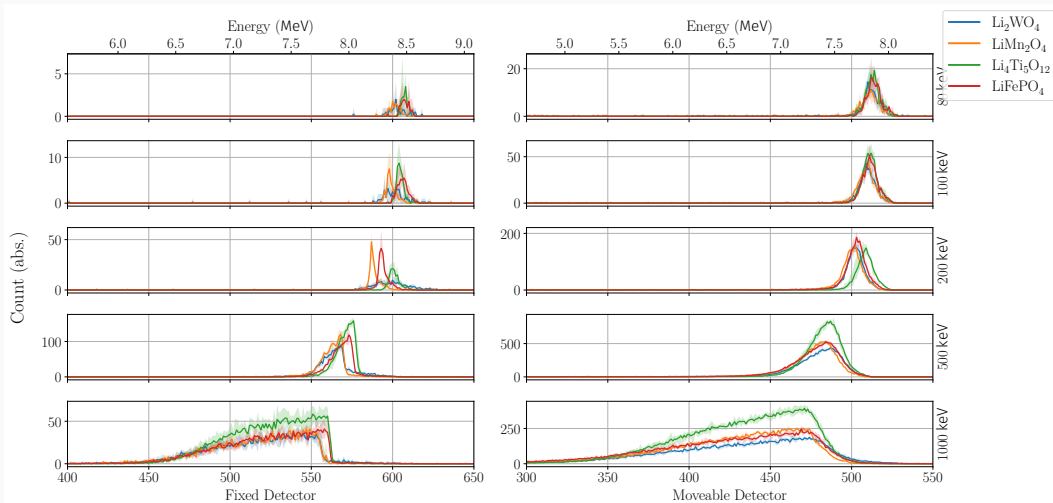 Energy (MeV)
6.0 6.5 7.0 7.5 8.0 8.5 9.0
Energy (MeV)
5.0 5.5 6.0 6.5 7.0 7.5 8.0
Li₂WO₄
LiMn₂O₄
Li₄Ti₅O₁₂
LiFePO₄
Count (abs.)
5
0
20
0
80 keV
10
0
50
0
100 keV
50
0
200
0
200 keV
100
0
500
0
500 keV
50
0
250
0
1000 keV
400 450 500 550 600 650
Fixed Detector
300 350 400 450 500 550
Moveable Detector